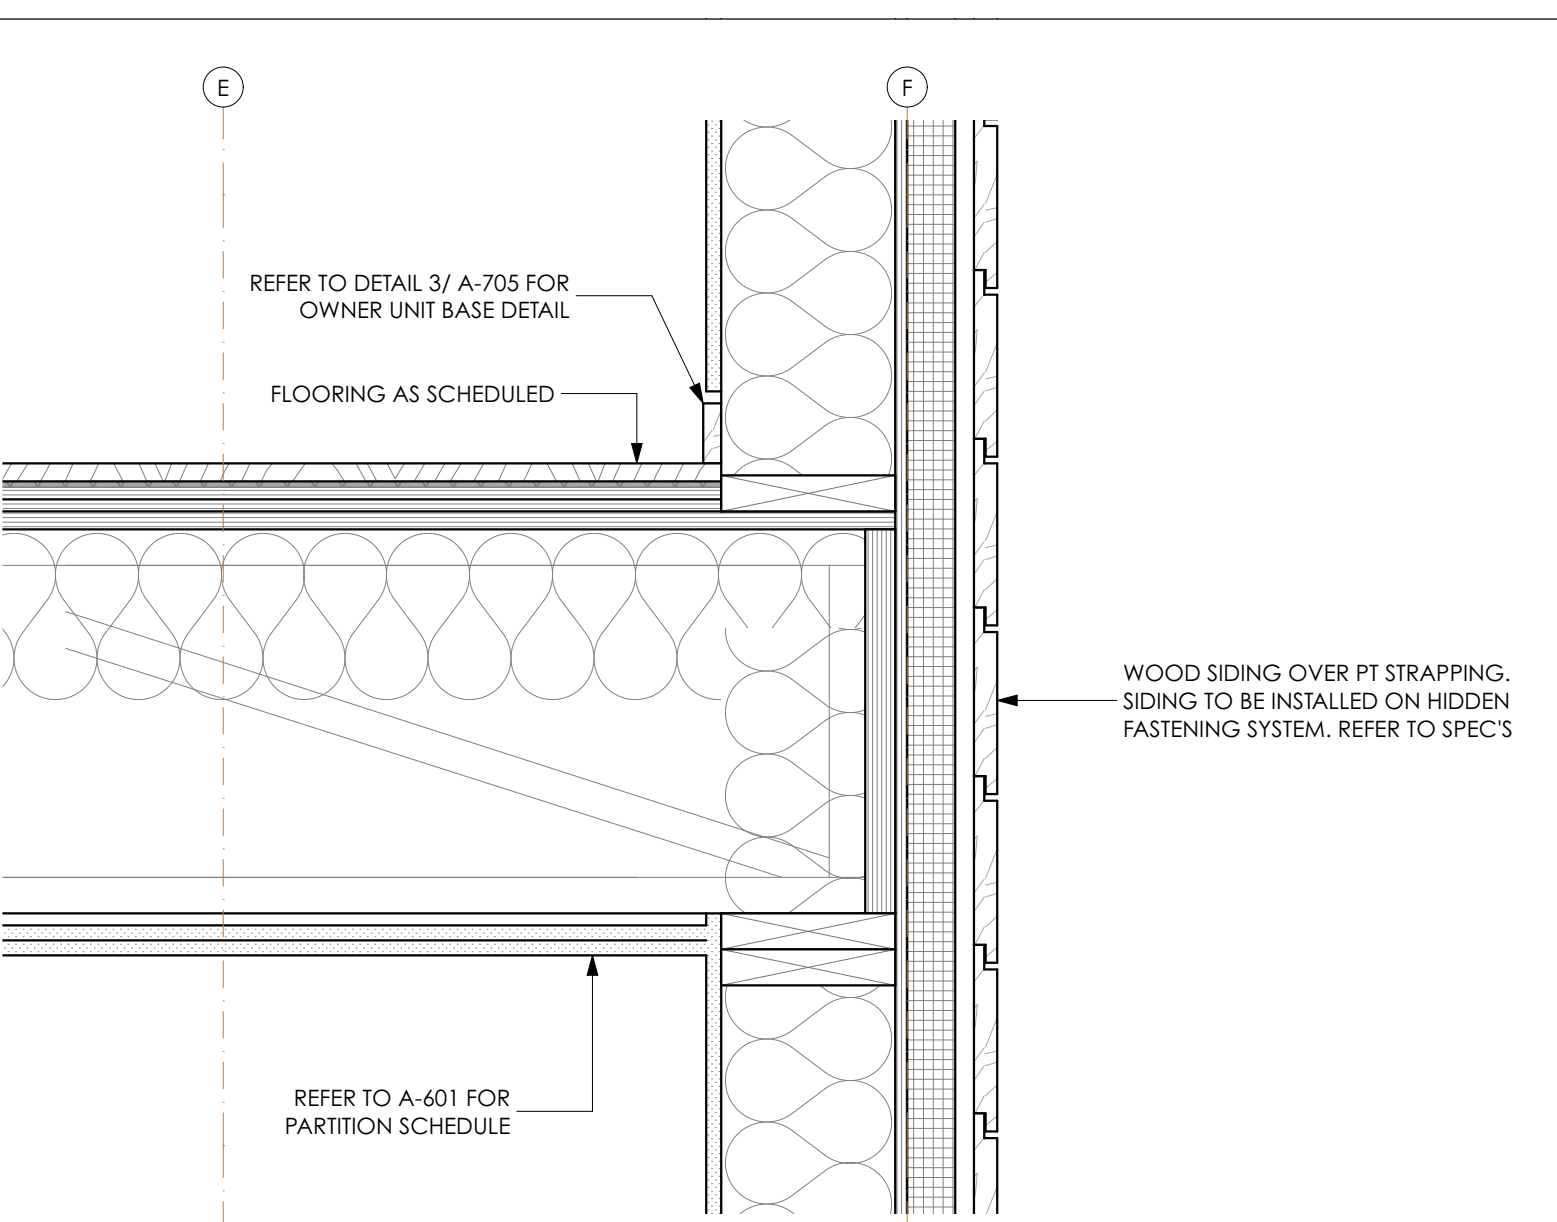 E
F
REFER TO DETAIL 3/ A-705 FOR
OWNER UNIT BASE DETAIL
FLOORING AS SCHEDULED
WOOD SIDING OVER PT STRAPPING.
SIDING TO BE INSTALLED ON HIDDEN
FASTENING SYSTEM. REFER TO SPEC'S
REFER TO A-601 FOR
PARTITION SCHEDULE